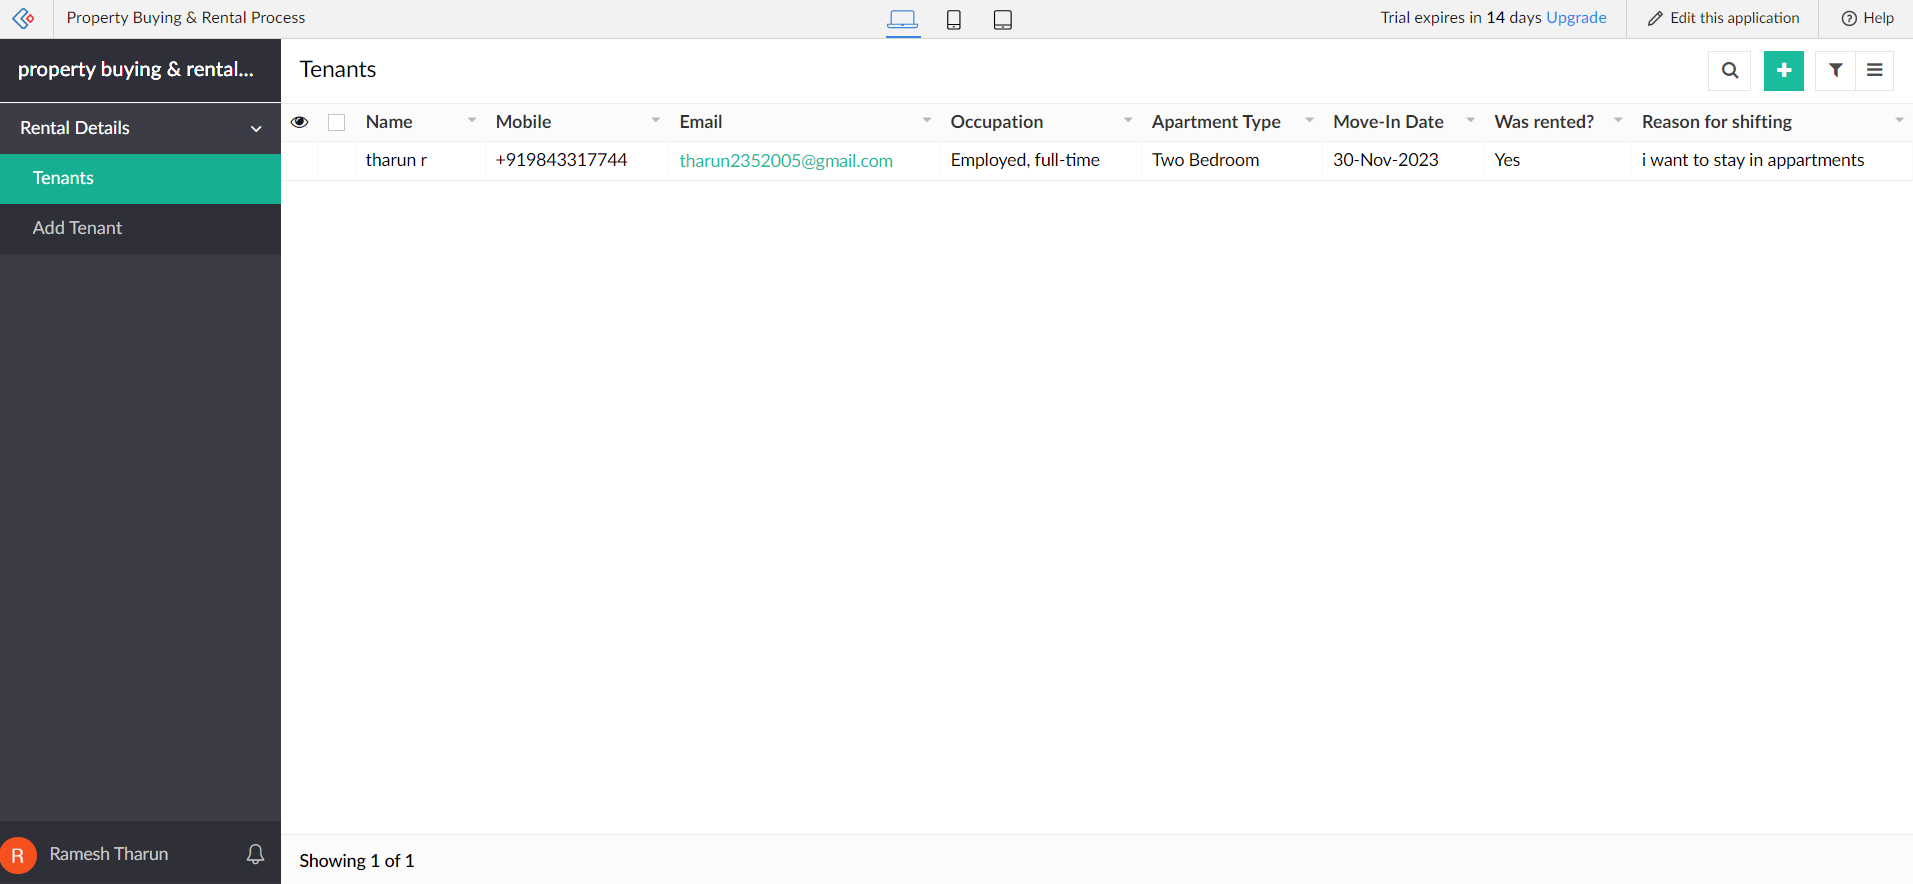 Property Buying & Rental Process
Trial expires in 14 days Upgrade
Edit this application
Help
property buying & rental...
Tenants
Rental Details
Tenants
Add Tenant
Name Mobile Email Occupation Apartment Type Move-In Date Was rented? Reason for shifting
tharun r +919843317744 tharun2352005@gmail.com Employed, full-time Two Bedroom 30-Nov-2023 Yes i want to stay in appartments
R Ramesh Tharun
Showing 1 of 1